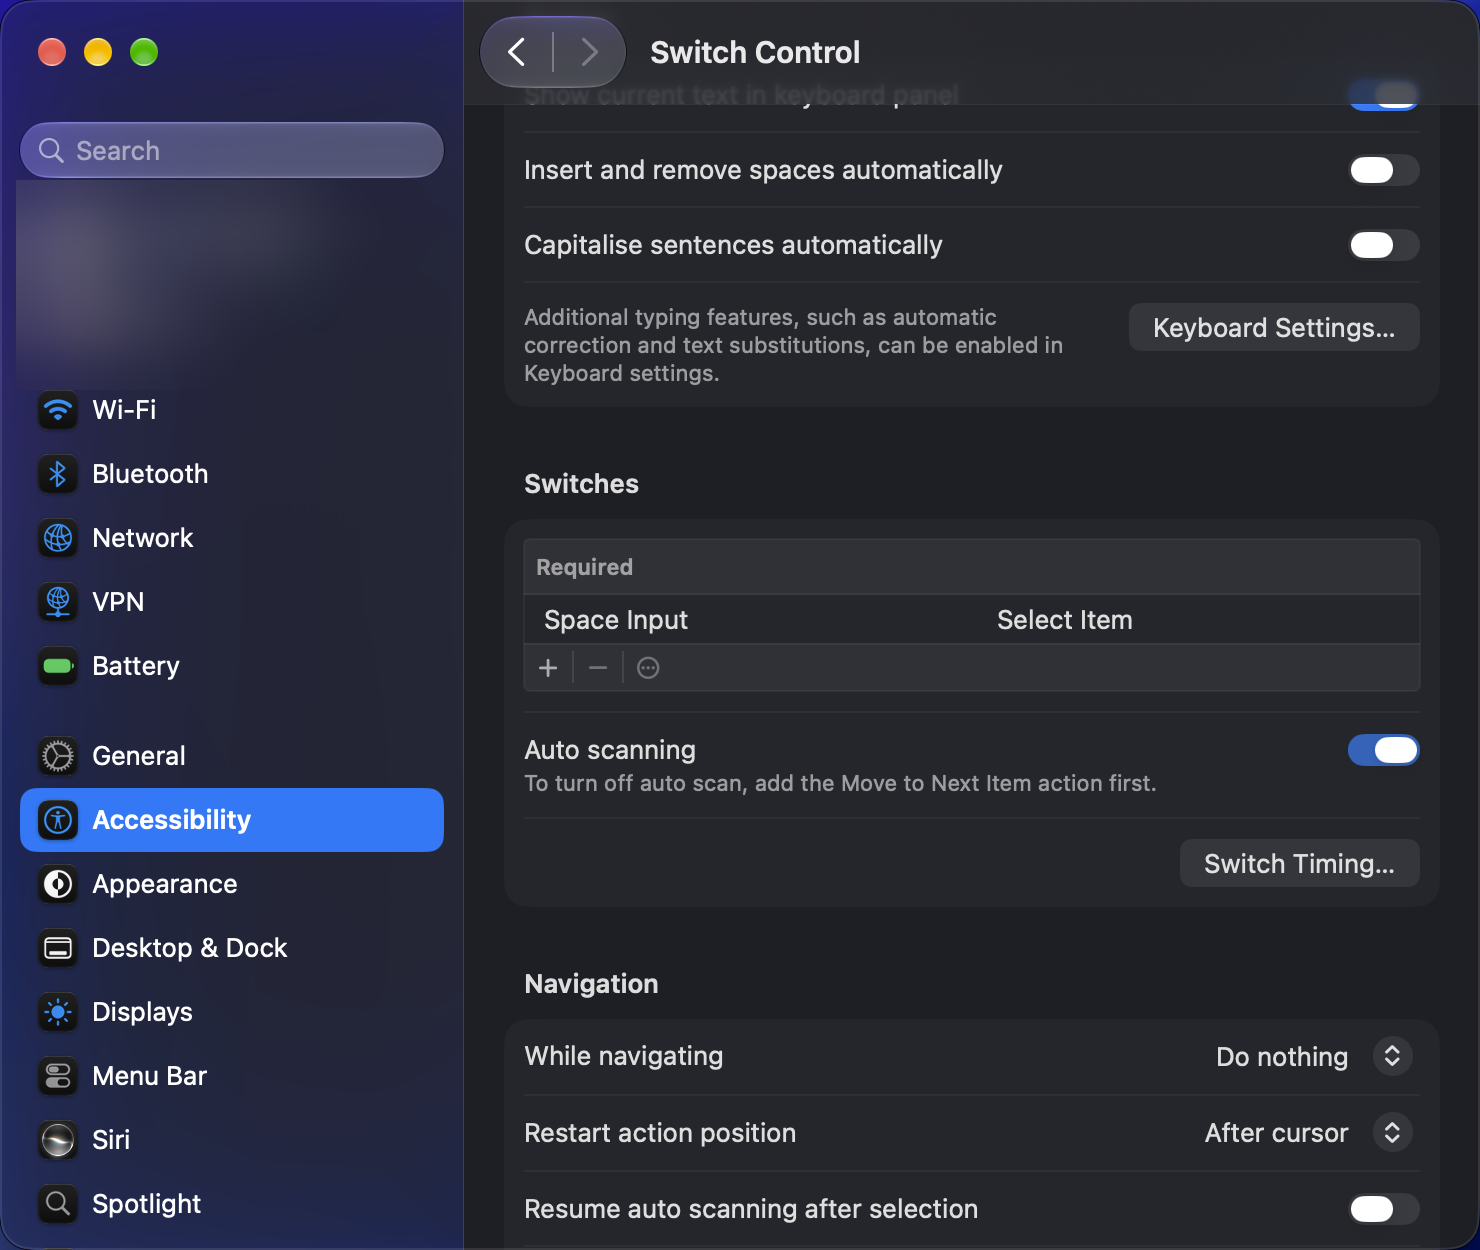 Switch Control
Search
Show current text in keyboard panel
Insert and remove spaces automatically
Capitalise sentences automatically
Additional typing features, such as automatic
correction and text substitutions, can be enabled in
Keyboard settings.
Keyboard Settings...
Wi-Fi
Bluetooth
Network
VPN
Battery
General
Accessibility
Appearance
Desktop & Dock
Displays
Menu Bar
Siri
Spotlight
Switches
Required
Space Input
Select Item
Auto scanning
To turn off auto scan, add the Move to Next Item action first.
Switch Timing...
Navigation
While navigating
Do nothing
Restart action position
After cursor
Resume auto scanning after selection